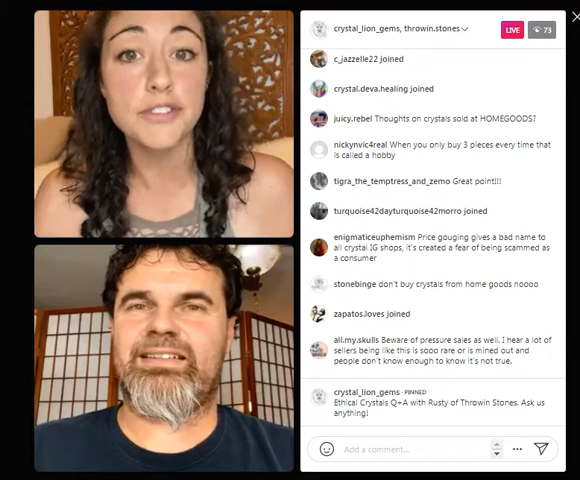 crystal_lion_gems, throwin.stones
LIVE
73
c_jazzelle22 joined
crystal.deva.healing joined
juicy.rebel Thoughts on crystals sold at HOMEGOODS?
nickynvic4real When you only buy 3 pieces every time that
is called a hobby
tigra_the_temptress_and_zemo Great point!!!
turquoise42dayturquoise42morro joined
enigmaticeuphemism Price gouging gives a bad name to
all crystal IG shops, it's created a fear of being scammed as
a consumer
stonebinge don't buy crystals from home goods noooo
zapatos.loves joined
all.my.skulls Beware of pressure sales as well. I hear a lot of
sellers being like this is sooo rare or is mined out and
people don't know enough to know it's not true.
crystal_lion_gems · PINNED
Ethical Crystals Q+A with Rusty of Throwin Stones. Ask us
anything!
Add a comment...